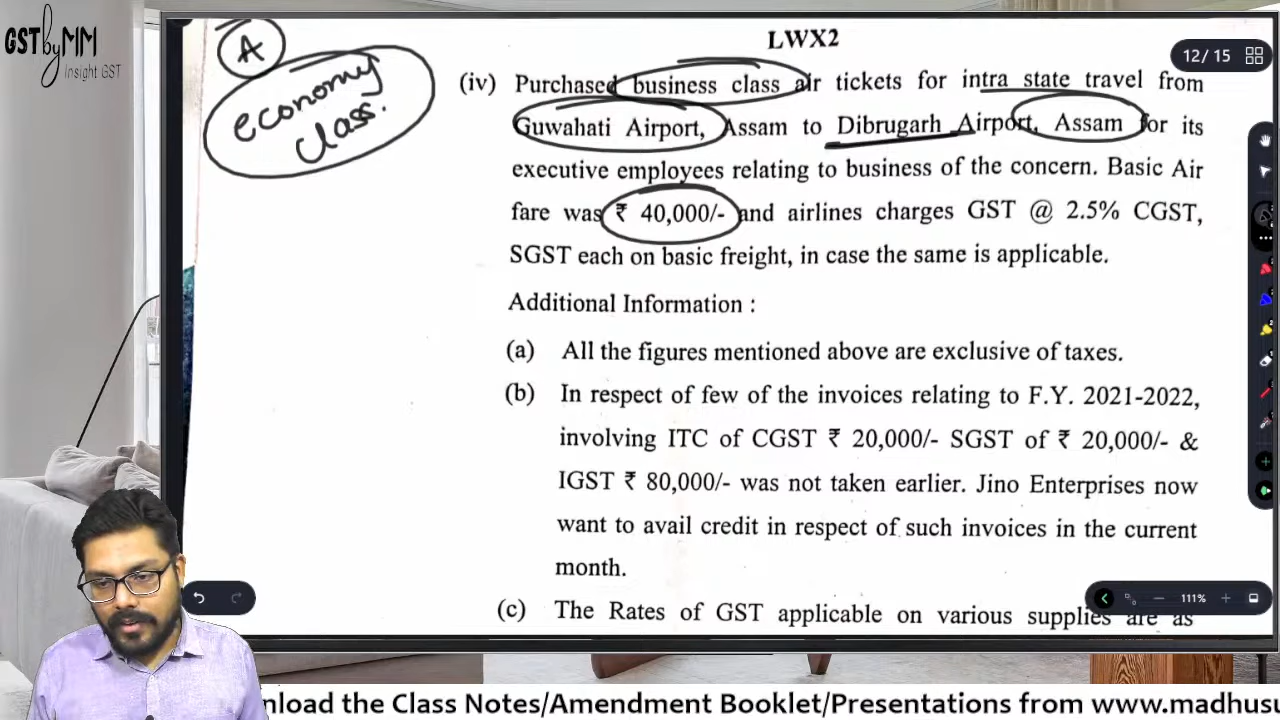 GSTbyMM
Insight GST
A
economy
class.
LWX2
12/15
(iv) Purchased business class air tickets for intra state travel from
Guwahati Airport, Assam to Dibrugarh Airport, Assam for its
executive employees relating to business of the concern. Basic Air
fare was ₹ 40,000/- and airlines charges GST @ 2.5% CGST,
SGST each on basic freight, in case the same is applicable.
Additional Information :
(a) All the figures mentioned above are exclusive of taxes.
(b) In respect of few of the invoices relating to F.Y. 2021-2022,
involving ITC of CGST ₹ 20,000/- SGST of ₹ 20,000/- &
IGST ₹ 80,000/- was not taken earlier. Jino Enterprises now
want to avail credit in respect of such invoices in the current
month.
(c) The Rates of GST applicable on various supplies are as
111%
nload the Class Notes/Amendment Booklet/Presentations from www.madhusu